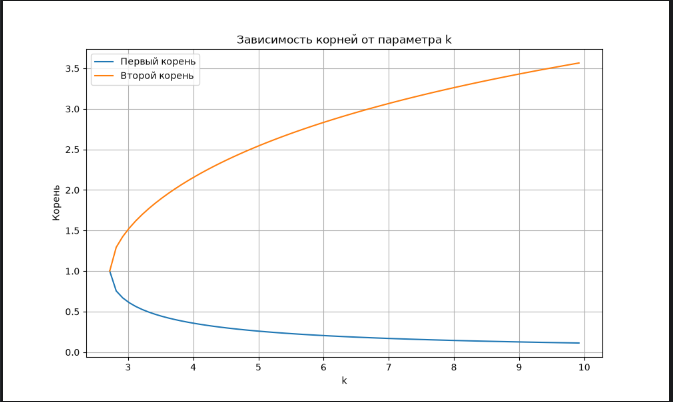 Зависимость корней от параметра k
Первый корень
Второй корень
3.5
3.0
2.5
2.0
1.5
1.0
0.5
0.0
Корень
3 4 5 6 7 8 9 10
k